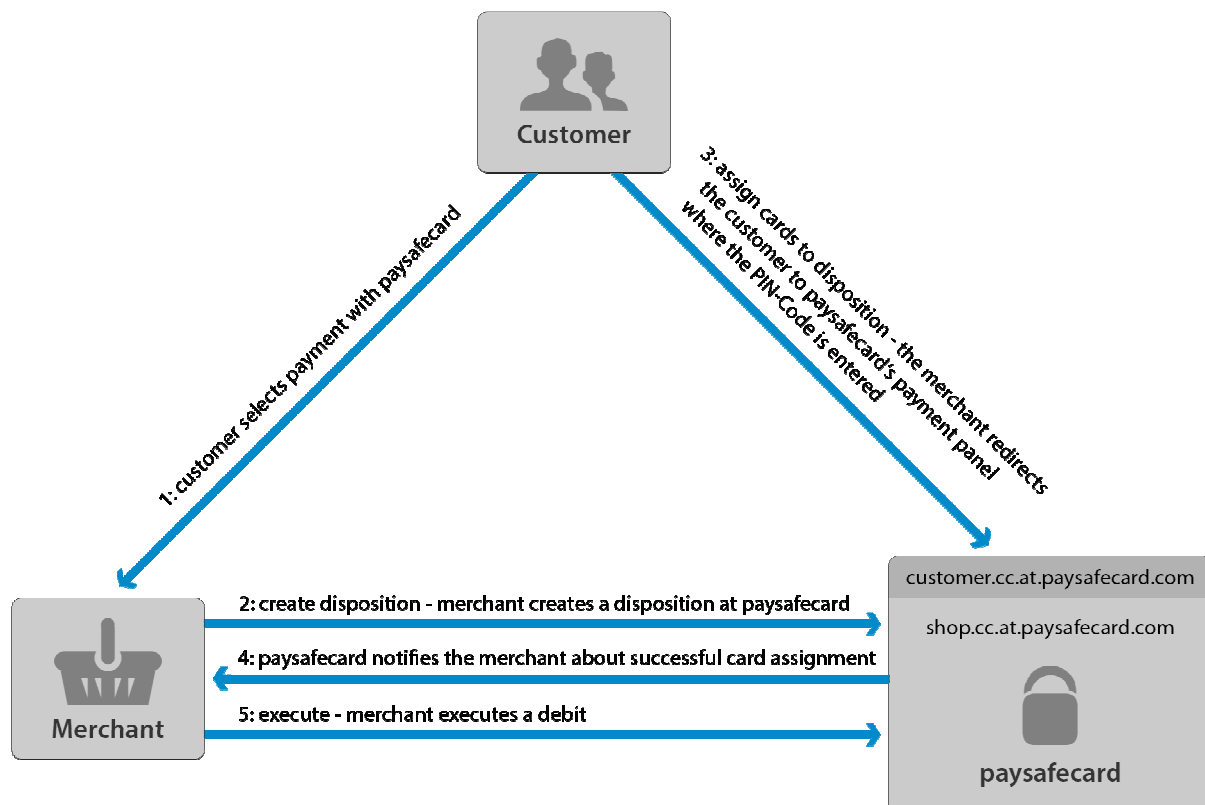 Customer
1: customer selects payment with paysafecard
3: assign cards to disposition - the merchant redirects
the customer to paysafecard's payment panel
where the PIN-Code is entered
customer.cc.at.paysafecard.com
shop.cc.at.paysafecard.com
2: create disposition - merchant creates a disposition at paysafecard
4: paysafecard notifies the merchant about successful card assignment
5: execute - merchant executes a debit
Merchant
paysafecard